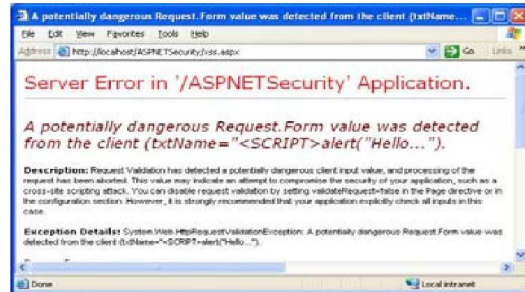 A potentially dangerous Request.Form value was detected from the client (txtName...
File Edit View Favorites Tools Help
Address http://localhost/ASPNETSecurity/xss.aspx Go Links »
Server Error in '/ASPNETSecurity' Application.
A potentially dangerous Request.Form value was detected
from the client (txtName="<SCRIPT>alert("Hello...").
Description: Request Validation has detected a potentially dangerous client input value, and processing of the
request has been aborted. This value may indicate an attempt to compromise the security of your application, such as a
cross-site scripting attack. You can disable request validation by setting validateRequest=false in the Page directive or in
the configuration section. However, it is strongly recommended that your application explicitly check all inputs in this
case.
Exception Details: System.Web.HttpRequestValidationException: A potentially dangerous Request.Form value was
detected from the client (txtName="<SCRIPT>alert("Hello...").
Done Local intranet